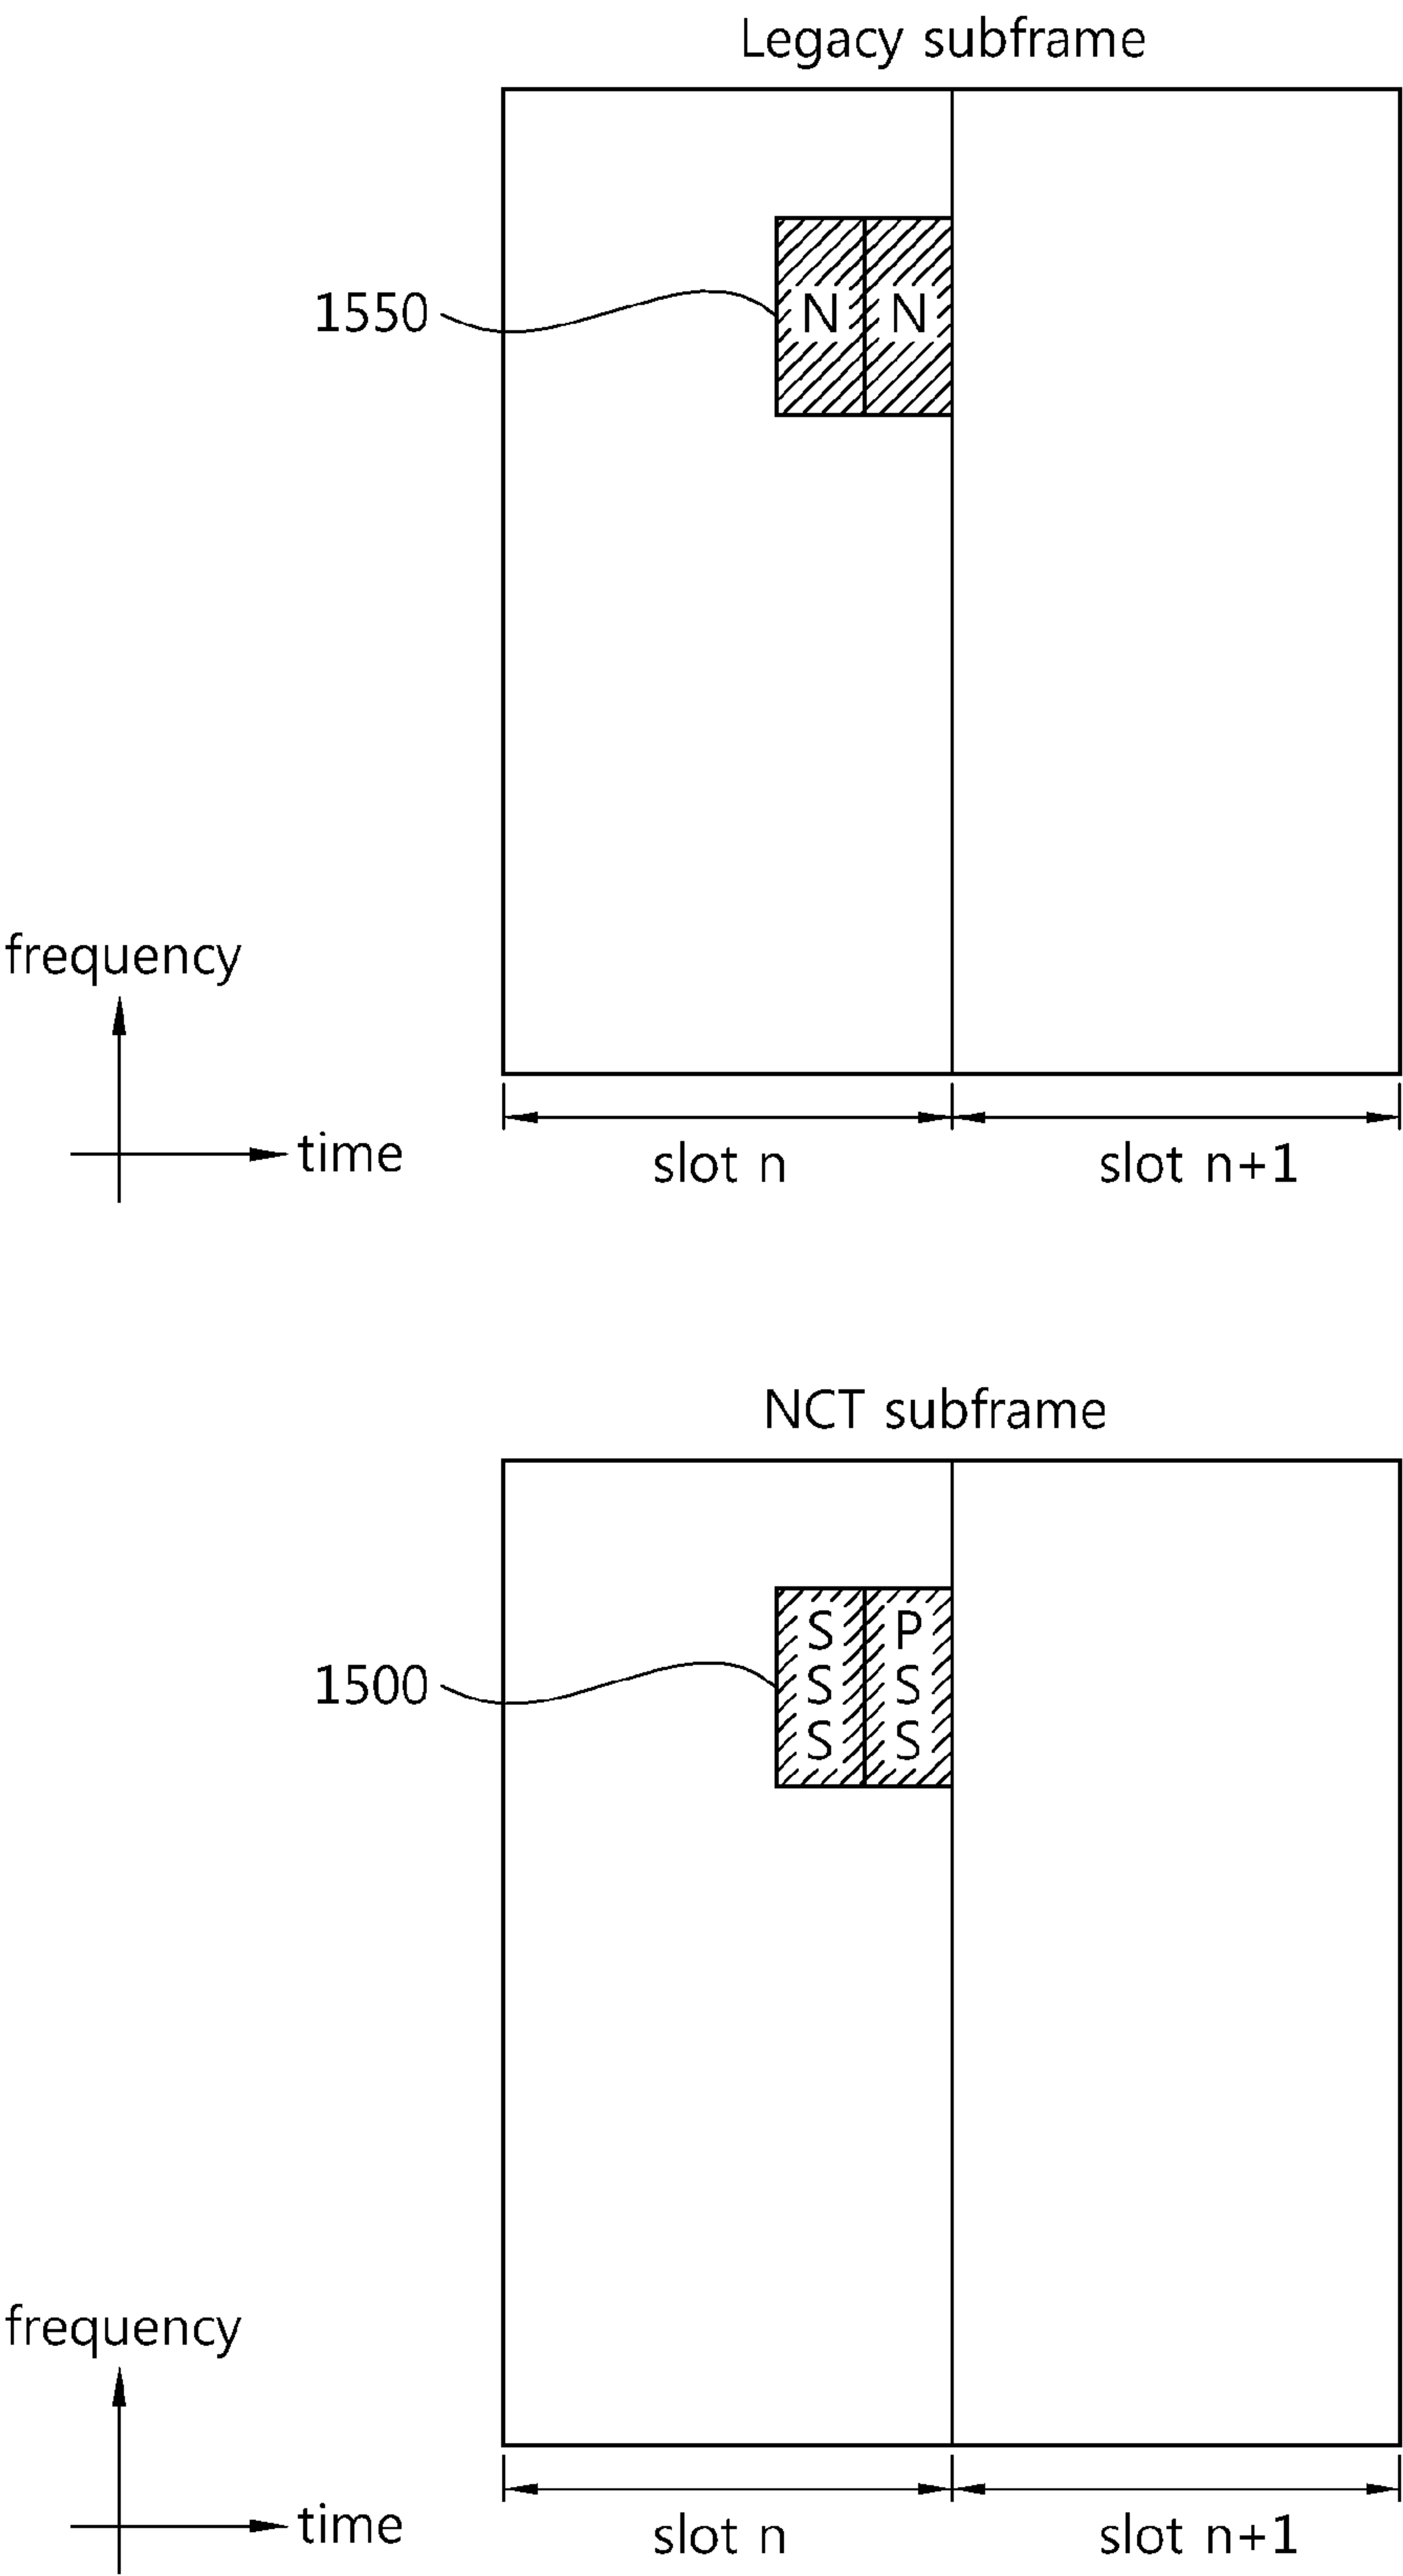 Legacy subframe
1550
N N
frequency
time
slot n
slot n+1
NCT subframe
1500
S P
S S
S S
frequency
time
slot n
slot n+1